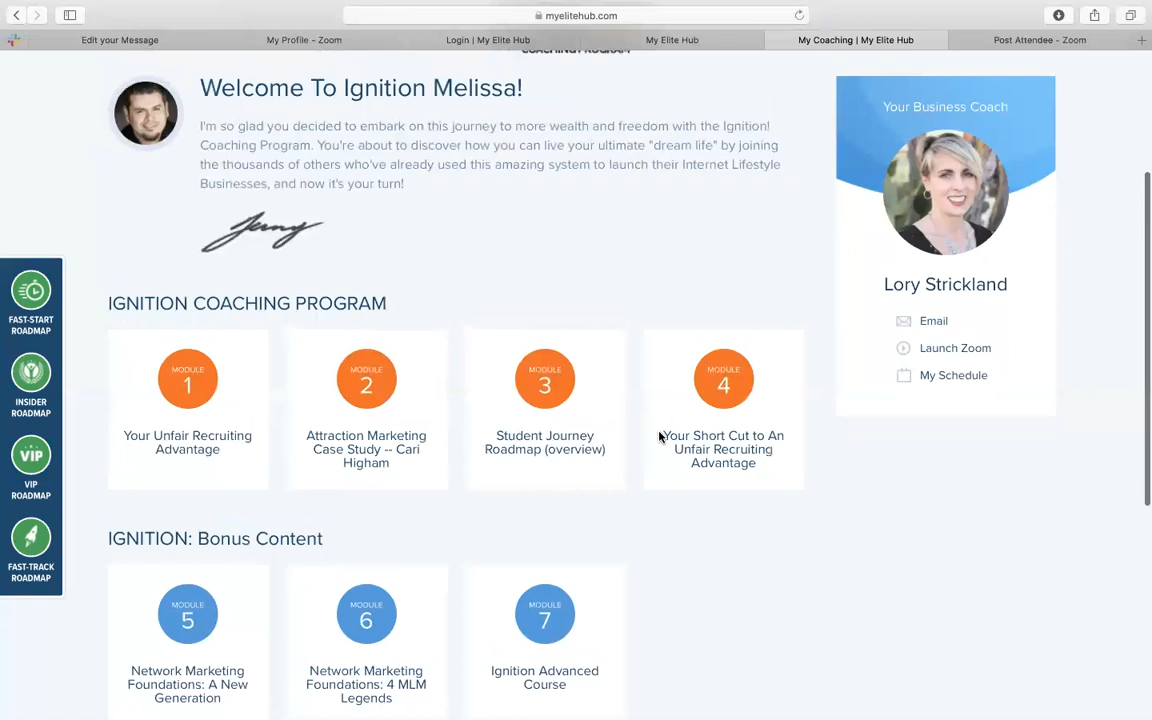 myelitehub.com
Edit your Message
My Profile - Zoom
Login | My Elite Hub
My Elite Hub
My Coaching | My Elite Hub
Post Attendee - Zoom
COACHING PROGRAM
Welcome To Ignition Melissa!
I'm so glad you decided to embark on this journey to more wealth and freedom with the Ignition!
Coaching Program. You're about to discover how you can live your ultimate "dream life" by joining
the thousands of others who've already used this amazing system to launch their Internet Lifestyle
Businesses, and now it's your turn!
Your Business Coach
Lory Strickland
Email
Launch Zoom
My Schedule
FAST-START
ROADMAP
INSIDER
ROADMAP
VIP
VIP
ROADMAP
FAST-TRACK
ROADMAP
IGNITION COACHING PROGRAM
MODULE
1
Your Unfair Recruiting
Advantage
MODULE
2
Attraction Marketing
Case Study -- Cari
Higham
MODULE
3
Student Journey
Roadmap (overview)
MODULE
4
Your Short Cut to An
Unfair Recruiting
Advantage
IGNITION: Bonus Content
MODULE
5
Network Marketing
Foundations: A New
Generation
MODULE
6
Network Marketing
Foundations: 4 MLM
Legends
MODULE
7
Ignition Advanced
Course